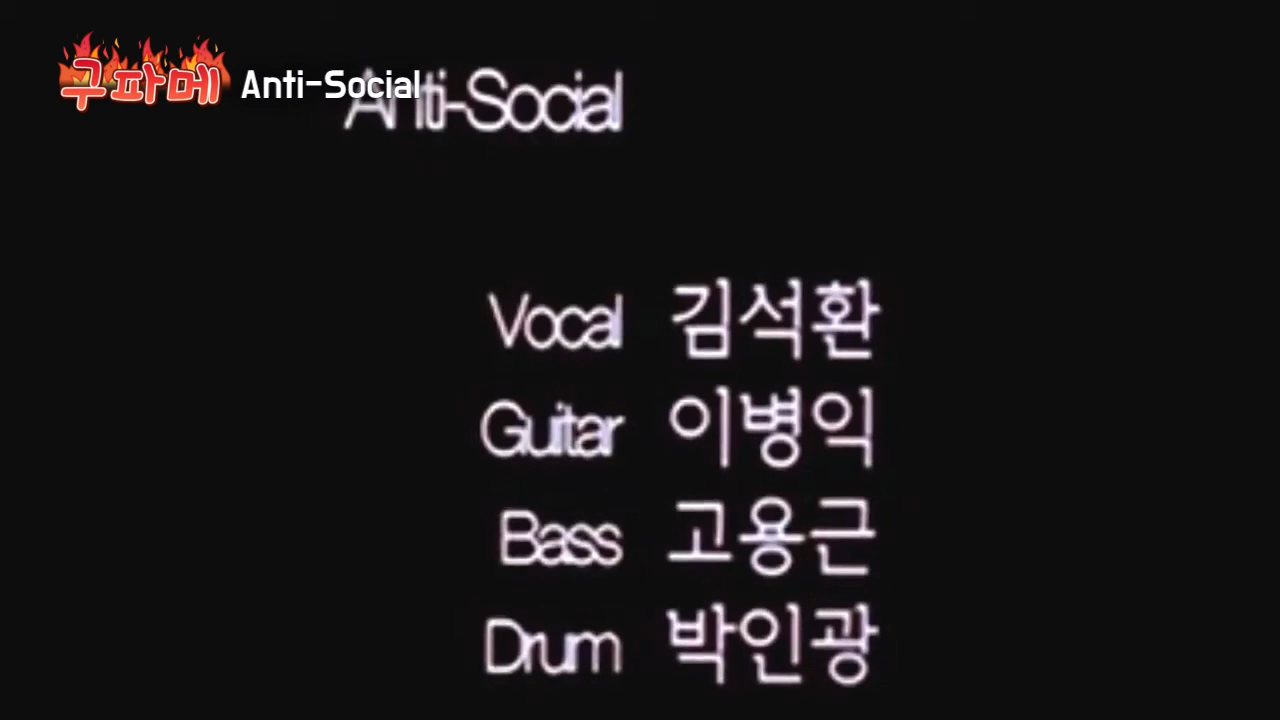 구파메 Anti-Social
Anti-Social
Vocal 김석환
Guitar 이병익
Bass 고용근
Drum 박인광